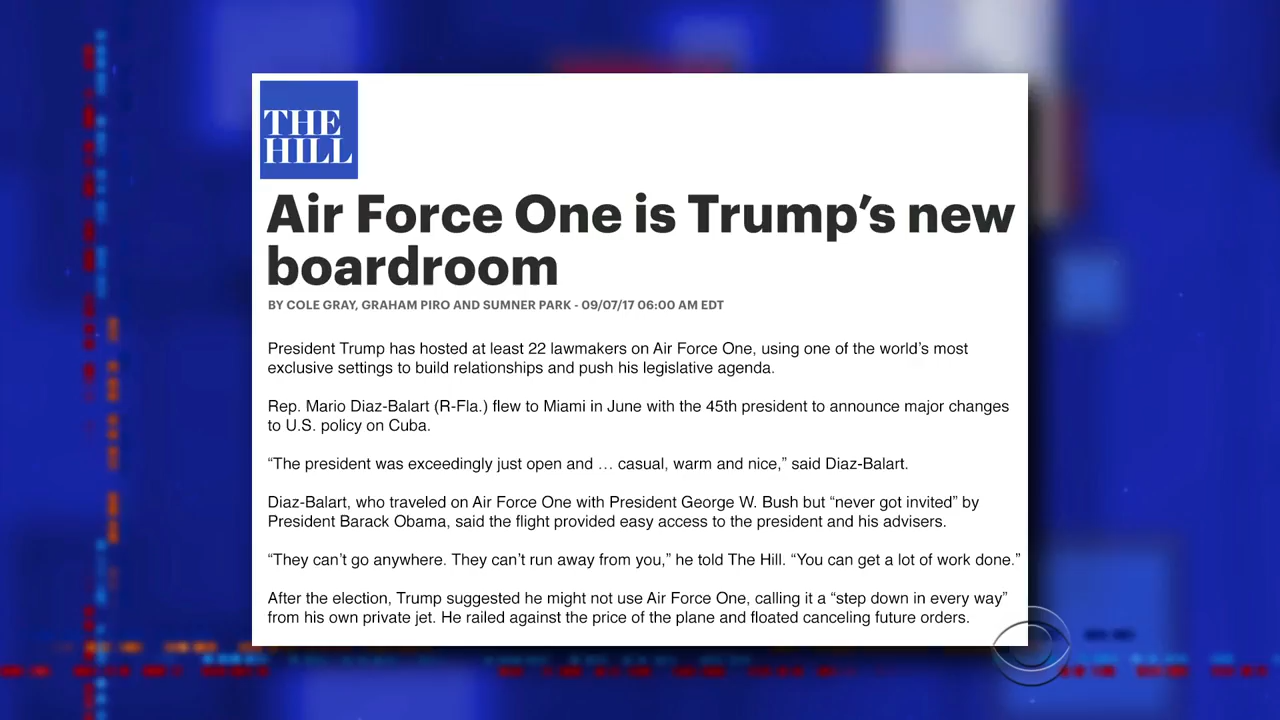 THE
HILL
Air Force One is Trump’s new
boardroom
BY COLE GRAY, GRAHAM PIRO AND SUMNER PARK - 09/07/17 06:00 AM EDT
President Trump has hosted at least 22 lawmakers on Air Force One, using one of the world’s most
exclusive settings to build relationships and push his legislative agenda.
Rep. Mario Diaz-Balart (R-Fla.) flew to Miami in June with the 45th president to announce major changes
to U.S. policy on Cuba.
“The president was exceedingly just open and … casual, warm and nice,” said Diaz-Balart.
Diaz-Balart, who traveled on Air Force One with President George W. Bush but “never got invited” by
President Barack Obama, said the flight provided easy access to the president and his advisers.
“They can’t go anywhere. They can’t run away from you,” he told The Hill. “You can get a lot of work done.”
After the election, Trump suggested he might not use Air Force One, calling it a “step down in every way”
from his own private jet. He railed against the price of the plane and floated canceling future orders.